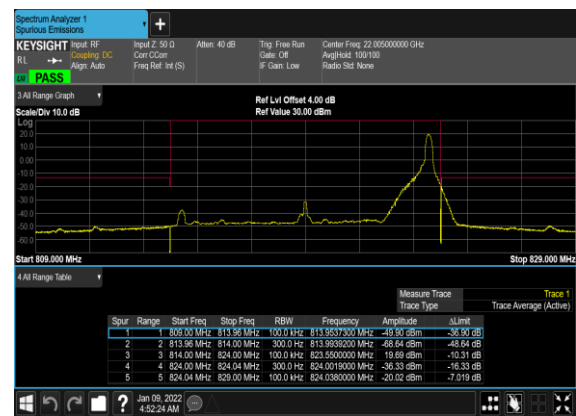 Spectrum Analyzer 1
Spurious Emissions
KEYSIGHT Input: RF Input Z: 50 Ω Atten: 40 dB Trig: Free Run Center Freq: 22.005000000 GHz
RL Coupling: DC Corr CCorr Gate: Off Avg|Hold: 100/100
Align: Auto Freq Ref: Int (S) IF Gain: Low Radio Std: None
PASS
3 All Range Graph
Ref Lvl Offset 4.00 dB
Scale/Div 10.0 dB Ref Value 30.00 dBm
Log
20.0
10.0
0.00
-10.0
-20.0
-30.0
-40.0
-50.0
-60.0
Start 809.000 MHz Stop 829.000 MHz
4 All Range Table
Measure Trace Trace 1
Trace Type Trace Average (Active)
Spur Range Start Freq Stop Freq RBW Frequency Amplitude ΔLimit
1 1 809.00 MHz 813.96 MHz 100.0 kHz 813.9537300 MHz -49.90 dBm -36.90 dB
2 2 813.96 MHz 814.00 MHz 300.0 Hz 813.9939200 MHz -68.64 dBm -48.64 dB
3 3 814.00 MHz 824.00 MHz 100.0 kHz 823.5500000 MHz 19.69 dBm -10.31 dB
4 4 824.00 MHz 824.04 MHz 300.0 Hz 824.0019000 MHz -36.33 dBm -16.33 dB
5 5 824.04 MHz 829.00 MHz 100.0 kHz 824.0380000 MHz -20.02 dBm -7.019 dB
Jan 09, 2022
4:52:24 AM